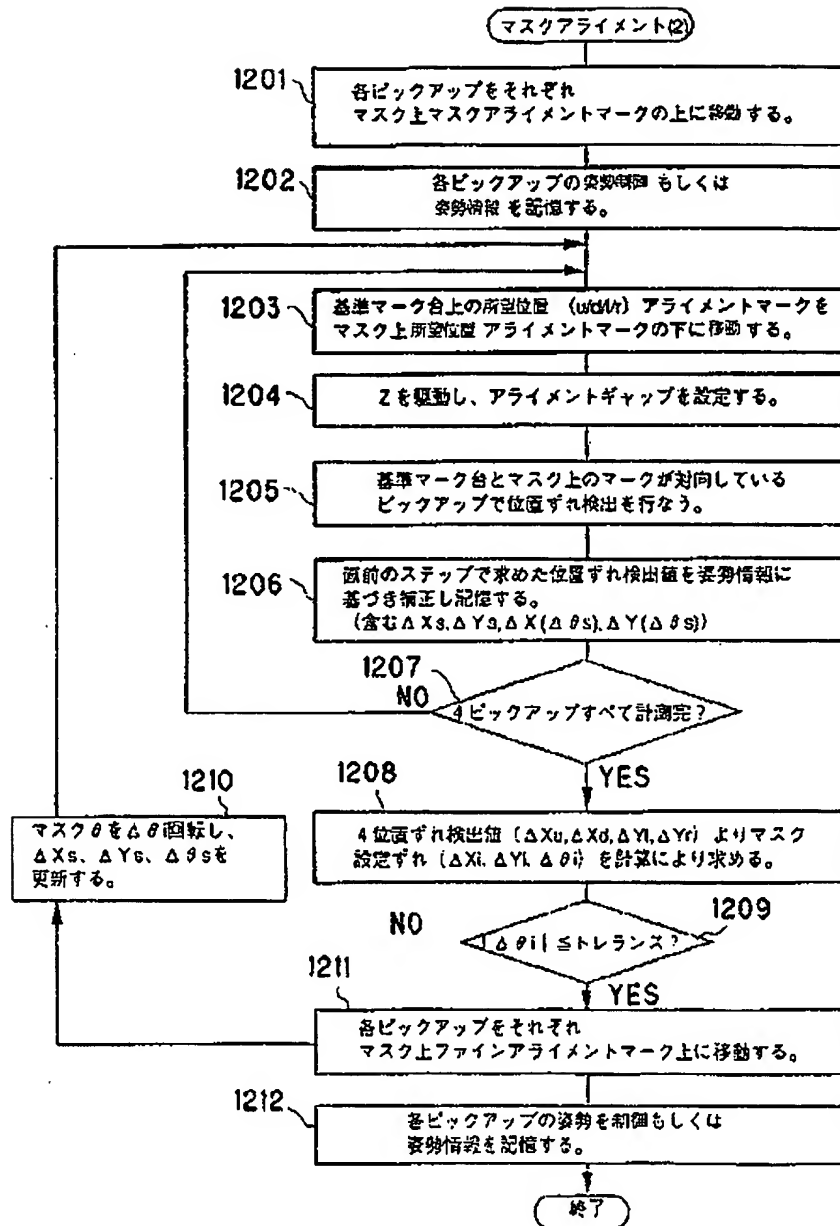 マスクアライメント(2)
1201
各ピックアップをそれぞれ
マスク上マスクアライメントマークの上に移動する。
1202
各ピックアップの姿勢制御もしくは
姿勢情報を記憶する。
1203
基準マーク台上の所望位置 (u/d/l/r) アライメントマークを
マスク上所望位置アライメントマークの下に移動する。
1204
Zを駆動し、アライメントギャップを設定する。
1205
基準マーク台とマスク上のマークが対向している
ピックアップで位置ずれ検出を行なう。
1206
直前のステップで求めた位置ずれ検出値を姿勢情報に
基づき補正し記憶する。
(含むΔXs,ΔYs,ΔX(Δθs),ΔY(Δθs))
1207
NO
4ピックアップすべて計測完?
YES
1208
4位置ずれ検出値 (ΔXu,ΔXd,ΔYl,ΔYr) よりマスク
設定ずれ (ΔXi, ΔYi, Δθi) を計算により求める。
1210
マスクθをΔθi回転し、
ΔXs、ΔYs、Δθsを
更新する。
1209
NO
|Δθi|≦トレランス?
YES
1211
各ピックアップをそれぞれ
マスク上ファインアライメントマーク上に移動する。
1212
各ピックアップの姿勢を制御もしくは
姿勢情報を記憶する。
終了